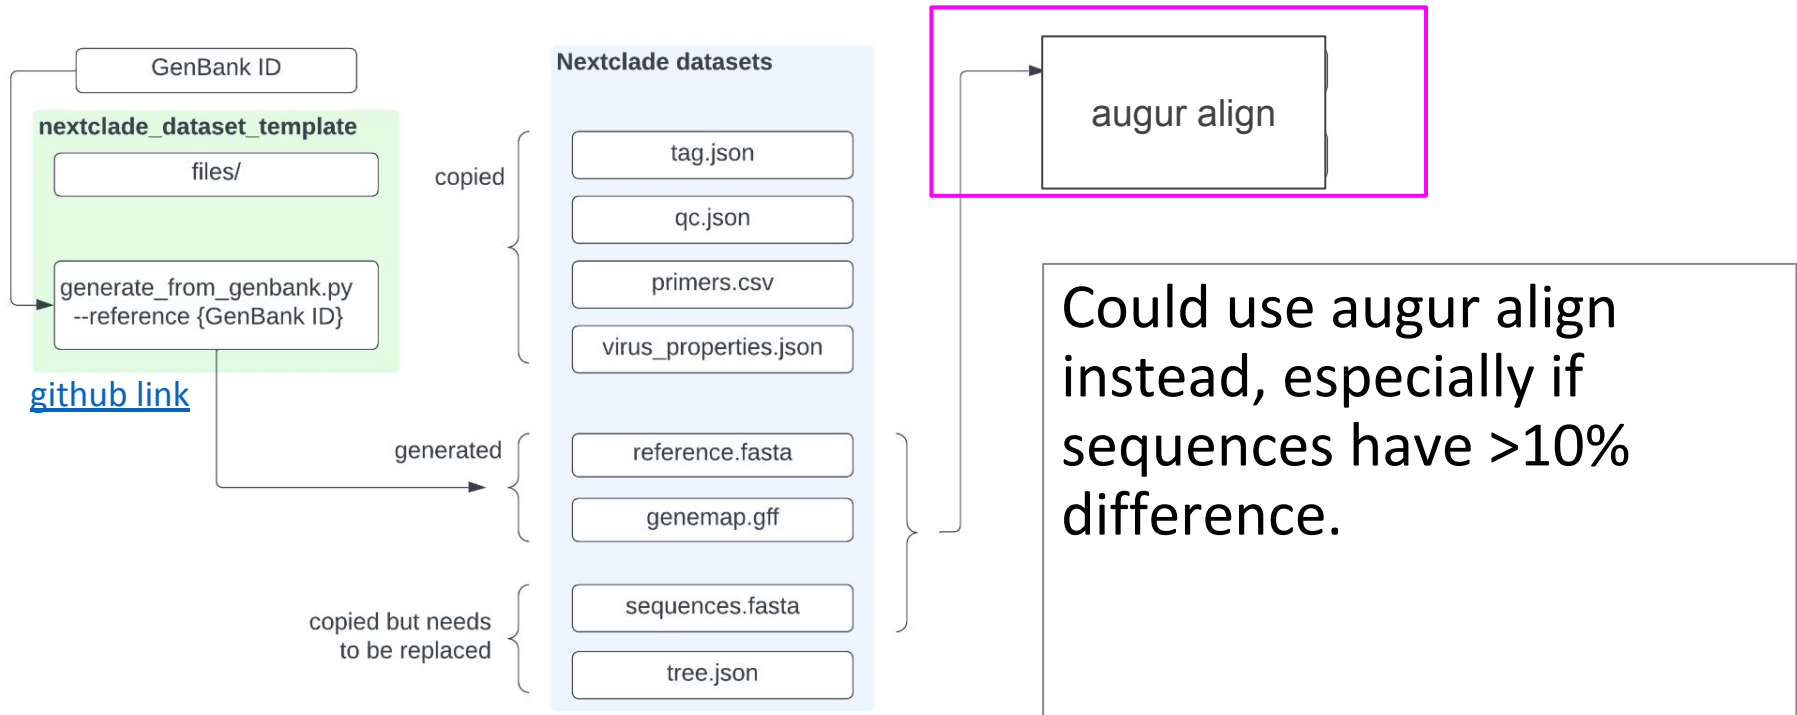 GenBank ID
nextclade_dataset_template
files/
generate_from_genbank.py
--reference {GenBank ID}
github link
copied
generated
copied but needs
to be replaced
Nextclade datasets
tag.json
qc.json
primers.csv
virus_properties.json
reference.fasta
genemap.gff
sequences.fasta
tree.json
augur align
Could use augur align
instead, especially if
sequences have >10%
difference.